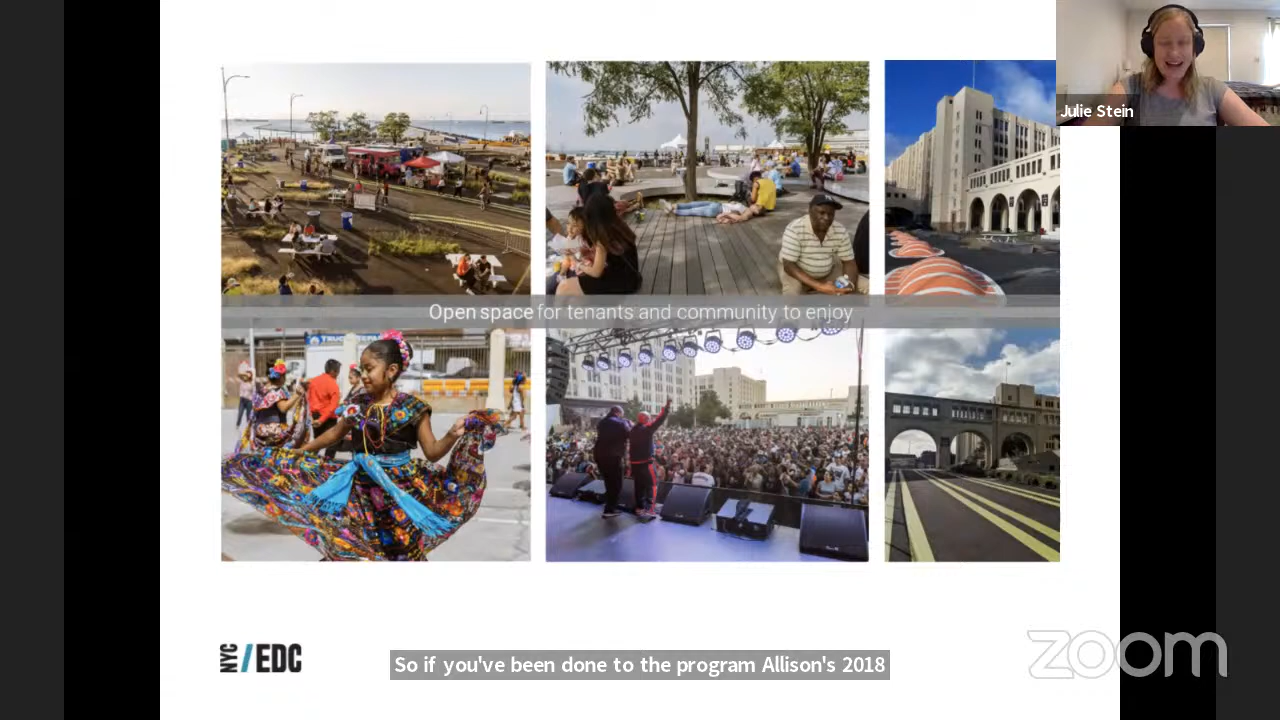 Julie Stein
Open space for tenants and community to enjoy
NYC / EDC
So if you've been done to the program Allison's 2018
zoom